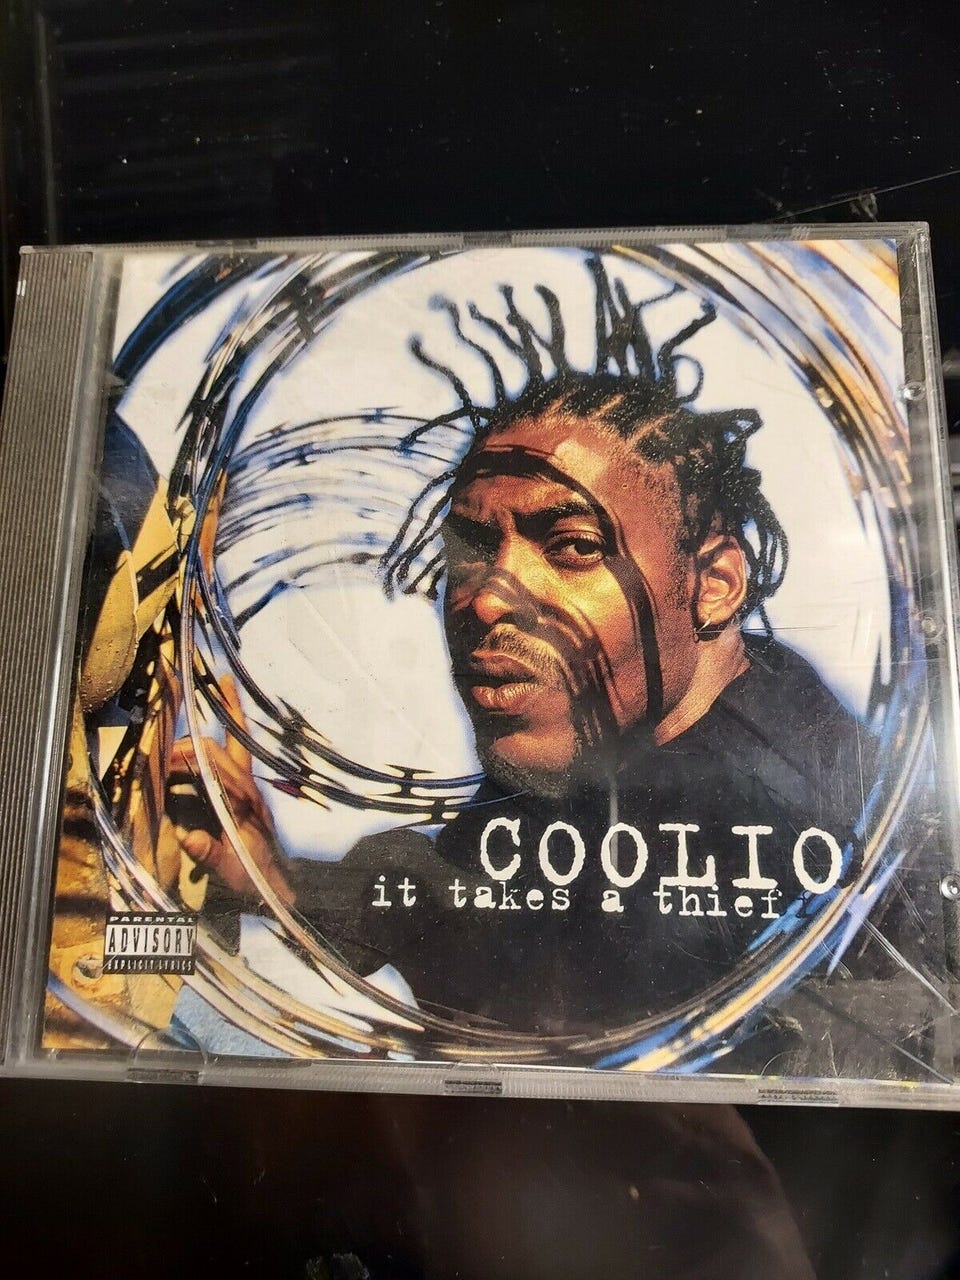 COOLIO
it takes a thief
PARENTAL
ADVISORY
EXPLICIT LYRICS